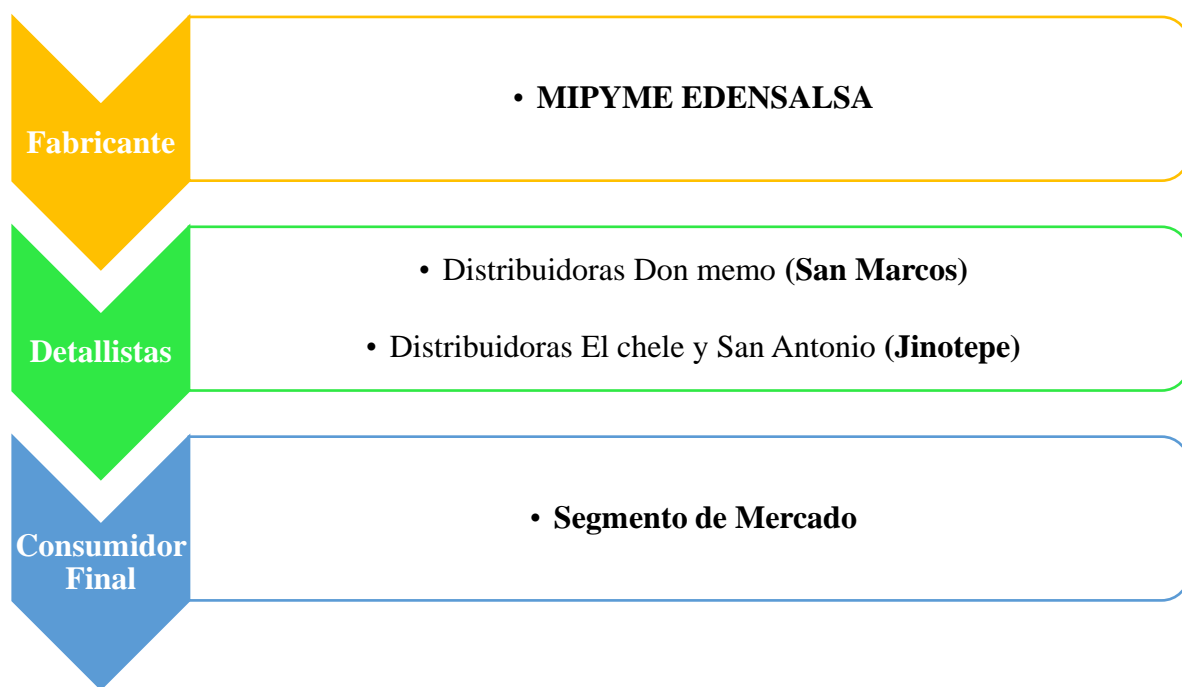 Fabricante
• MIPYME EDENSALSA
Detallistas
• Distribuidoras Don memo (San Marcos)
• Distribuidoras El chele y San Antonio (Jinotepe)
Consumidor
Final
• Segmento de Mercado